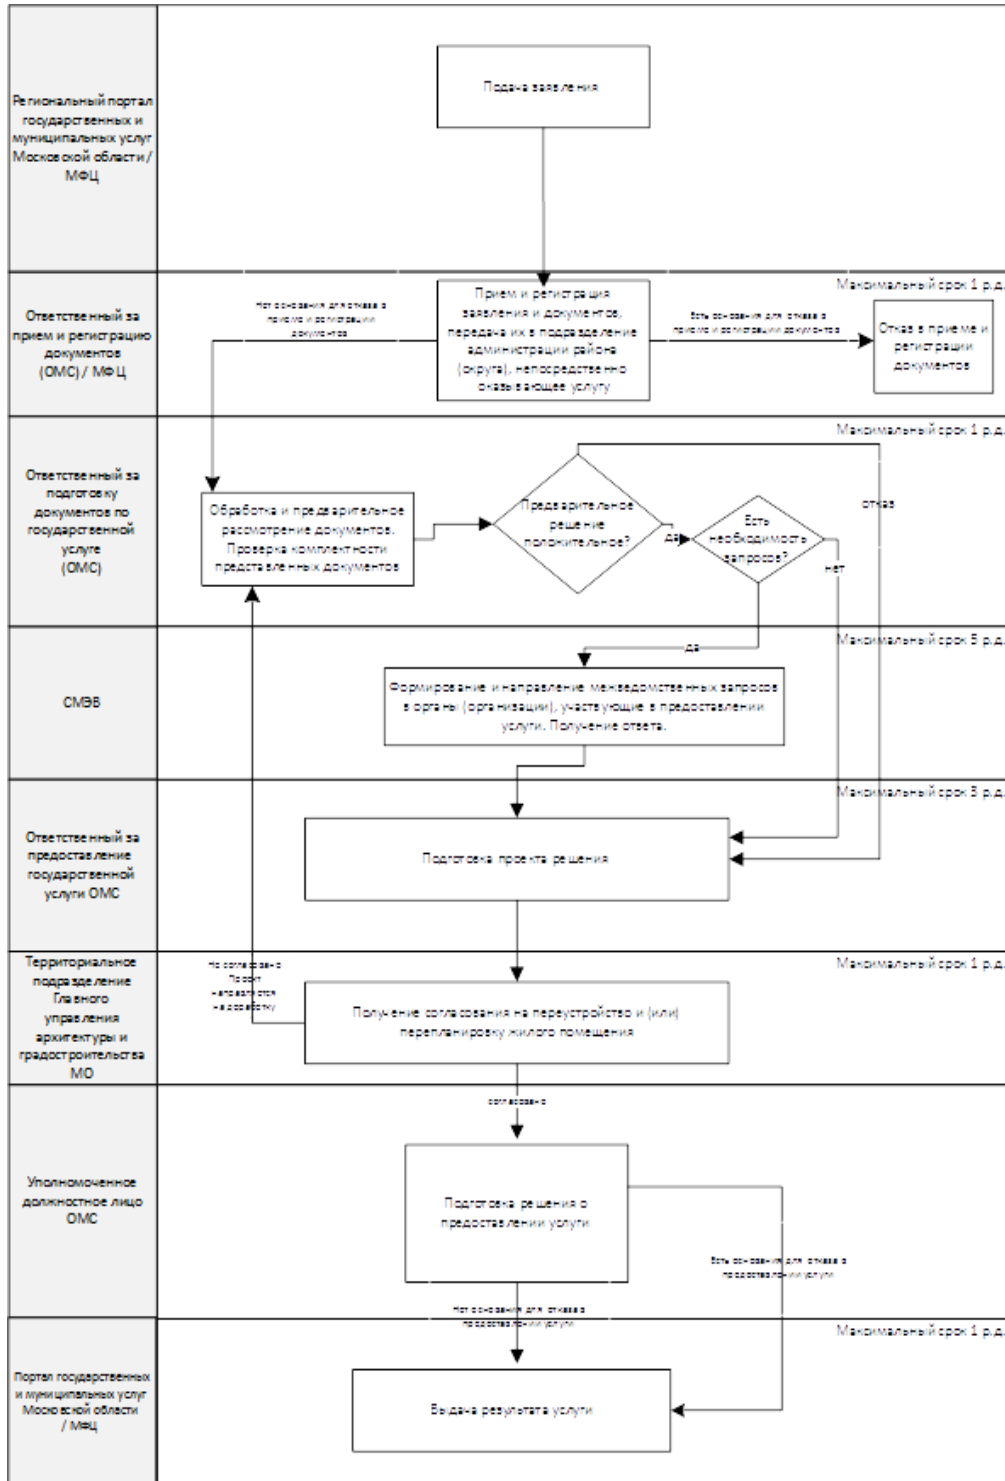 Региональный портал
государственных и
муниципальных услуг
Московской области /
МФЦ
Подача заявления
Ответственный за
прием и регистрацию
документов
(ОМС) / МФЦ
Максимальный срок 1 р.д.
Нет основания для отказа в
приеме и регистрации
документов
Прием и регистрация
заявления и документов,
передача их в подразделение
администрации района
(округа), непосредственно
оказывающее услугу
Есть основания для отказа в
приеме и регистрации документов
Отказ в приеме и
регистрации
документов
Ответственный за
подготовку
документов по
государственной
услуге
(ОМС)
Максимальный срок 1 р.д.
Обработка и предварительное
рассмотрение документов.
Проверка комплектности
представленных документов
Предварительное
решение
положительное?
да
Есть
необходимость
запросов?
нет
отказ
СМЭВ
Максимальный срок 5 р.д.
да
Формирование и направление межведомственных запросов
в органы (организации), участвующие в предоставлении
услуги. Получение ответа.
Ответственный за
предоставление
государственной
услуги ОМС
Максимальный срок 3 р.д.
Подготовка проекта решения
Территориальное
подразделение
Главного
управления
архитектуры и
градостроительства
МО
Максимальный срок 1 р.д.
Не согласовано
Проект
направляется
на доработку
Получение согласования на переустройство и (или)
перепланировку жилого помещения
согласовано
Уполномоченное
должностное лицо
ОМС
Подготовка решения о
предоставлении услуги
Есть основания для отказа в
предоставлении услуги
Нет основания для отказа в
предоставлении услуги
Портал государственных
и муниципальных услуг
Московской области
/ МФЦ
Максимальный срок 1 р.д.
Выдача результата услуги